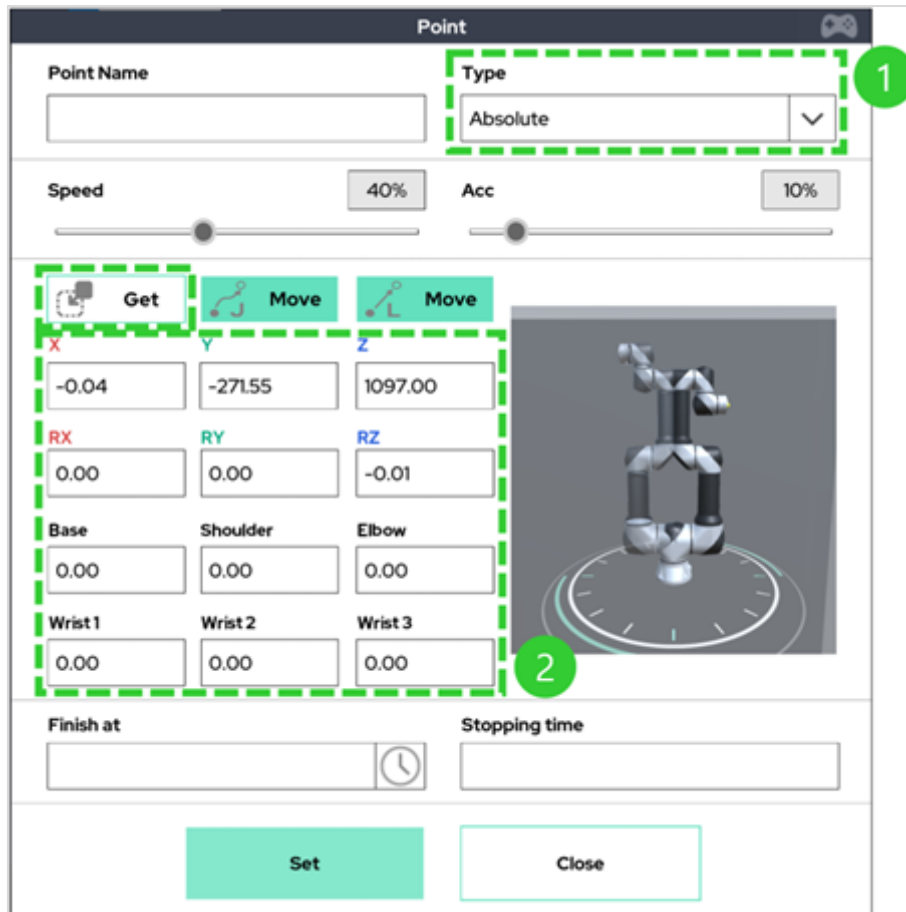 Point
Point Name
Type
1
Absolute
Speed
40%
Acc
10%
Get
J Move
L Move
X
Y
Z
-0.04
-271.55
1097.00
RX
RY
RZ
0.00
0.00
-0.01
Base
Shoulder
Elbow
0.00
0.00
0.00
Wrist 1
Wrist 2
Wrist 3
0.00
0.00
0.00
2
Finish at
Stopping time
Set
Close